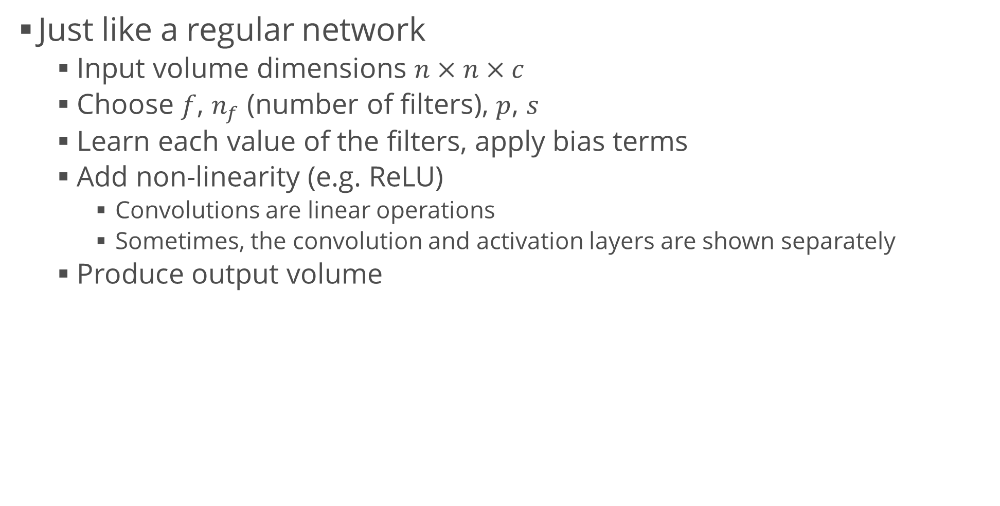 ▪ Just like a regular network
▪ Input volume dimensions 𝑛 × 𝑛 × 𝑐
▪ Choose 𝑓, 𝑛_𝑓 (number of filters), 𝑝, 𝑠
▪ Learn each value of the filters, apply bias terms
▪ Add non-linearity (e.g. ReLU)
▪ Convolutions are linear operations
▪ Sometimes, the convolution and activation layers are shown separately
▪ Produce output volume